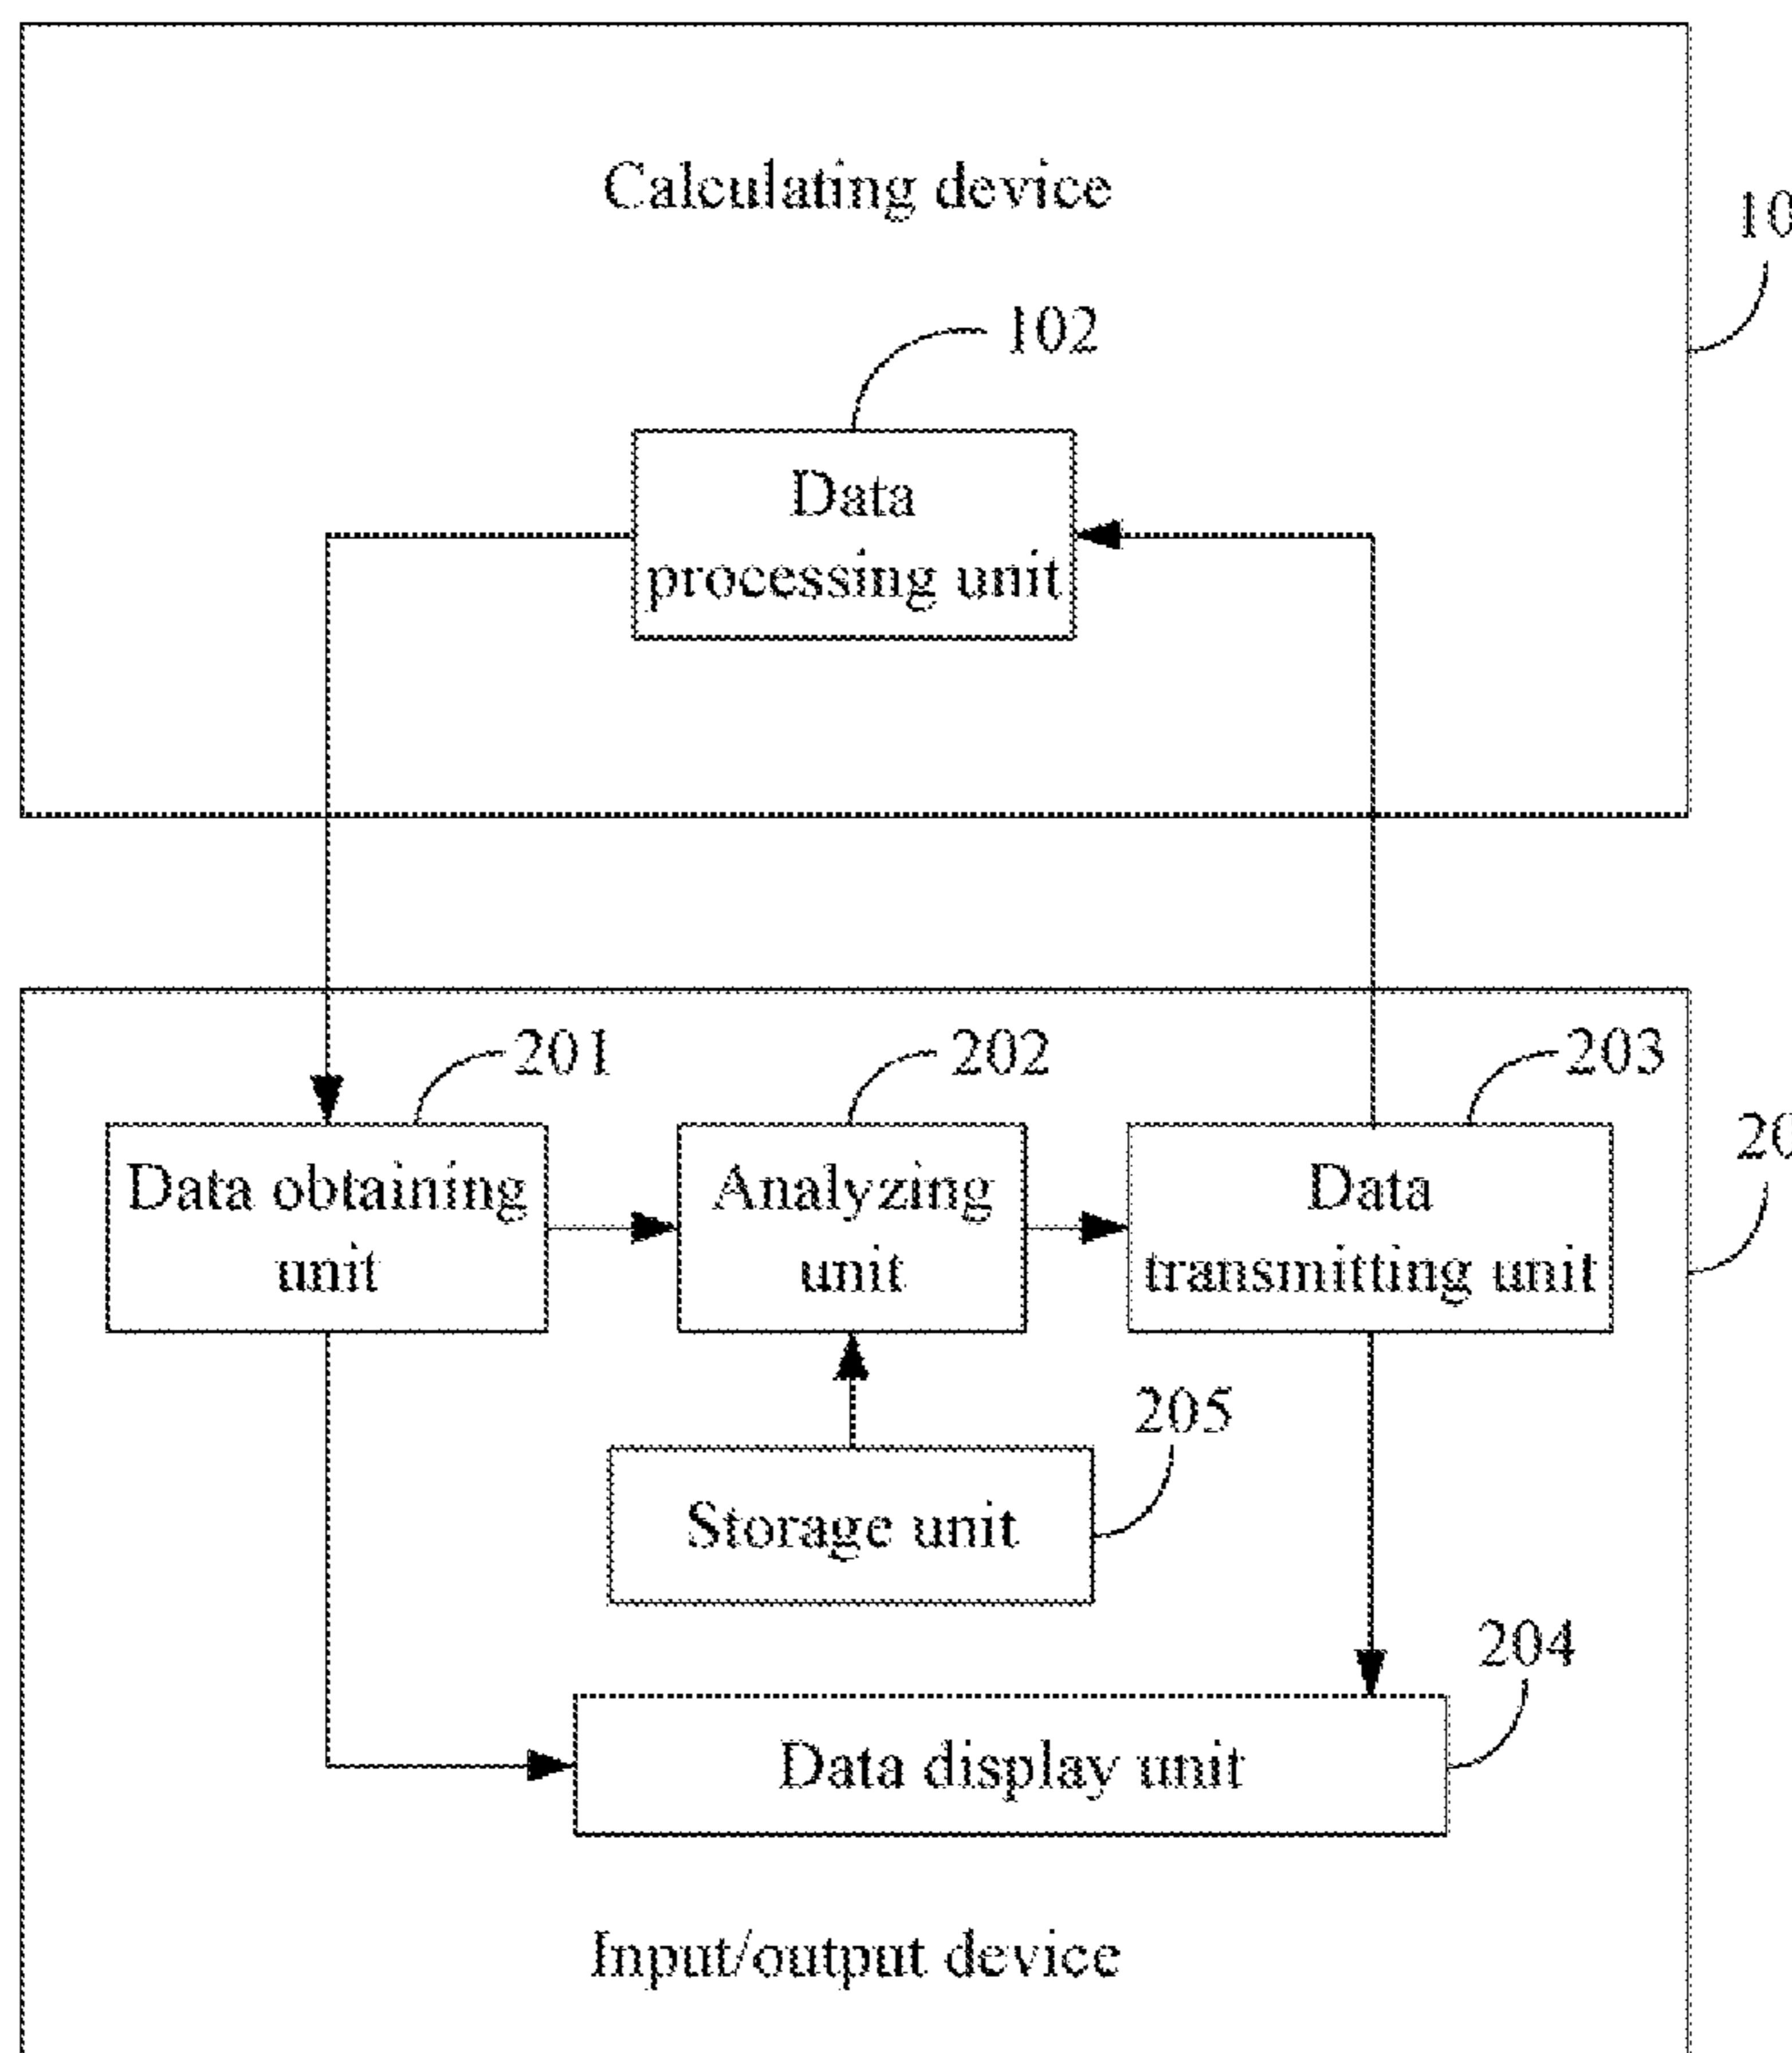 Calculating device
10
102
Data
processing unit
201
202
203
20
Data obtaining
unit
Analyzing
unit
Data
transmitting unit
205
Storage unit
204
Data display unit
Input/output device